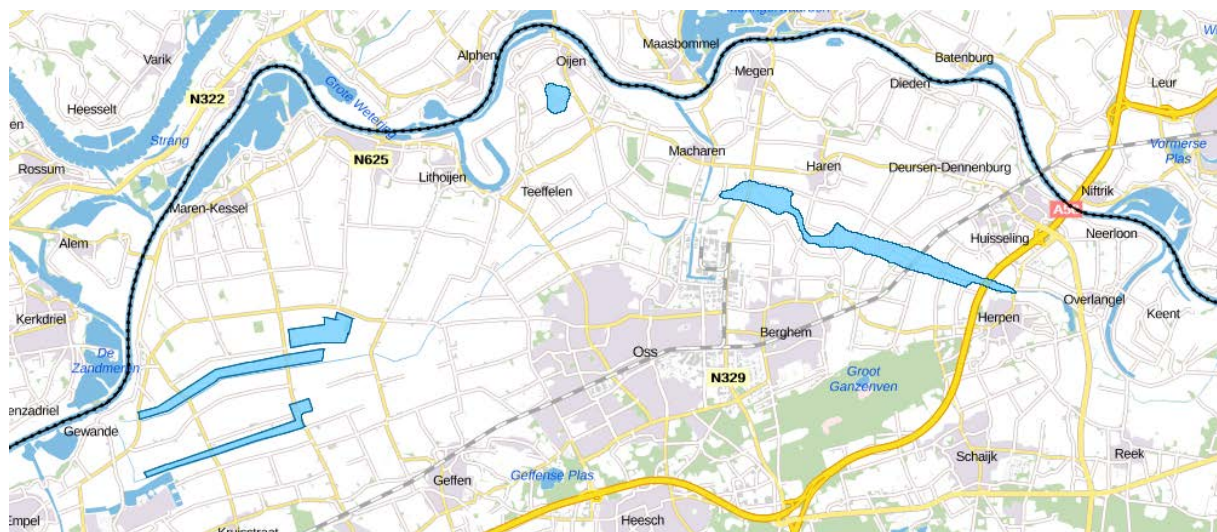 Varik
Heesselt
N322
Strang
Rossum
Alem
Maren-Kessel
Kerkdriel
De
Zandmeren
enzadriel
Gewande
Empel
Kruisstraat
Grote Wetering
N625
Lithoijen
Alphen
Oijen
Teeffelen
Maasbommel
Megen
Macharen
Haren
Batenburg
Dieden
Deursen-Dennenburg
Leur
Vormerse
Plas
Niftrik
Huisseling
Neerloon
Overlangel
Keent
Herpen
Berghem
Oss
N329
Groot
Ganzenven
Geffense Plas
Geffen
Heesch
Schaijk
Reek